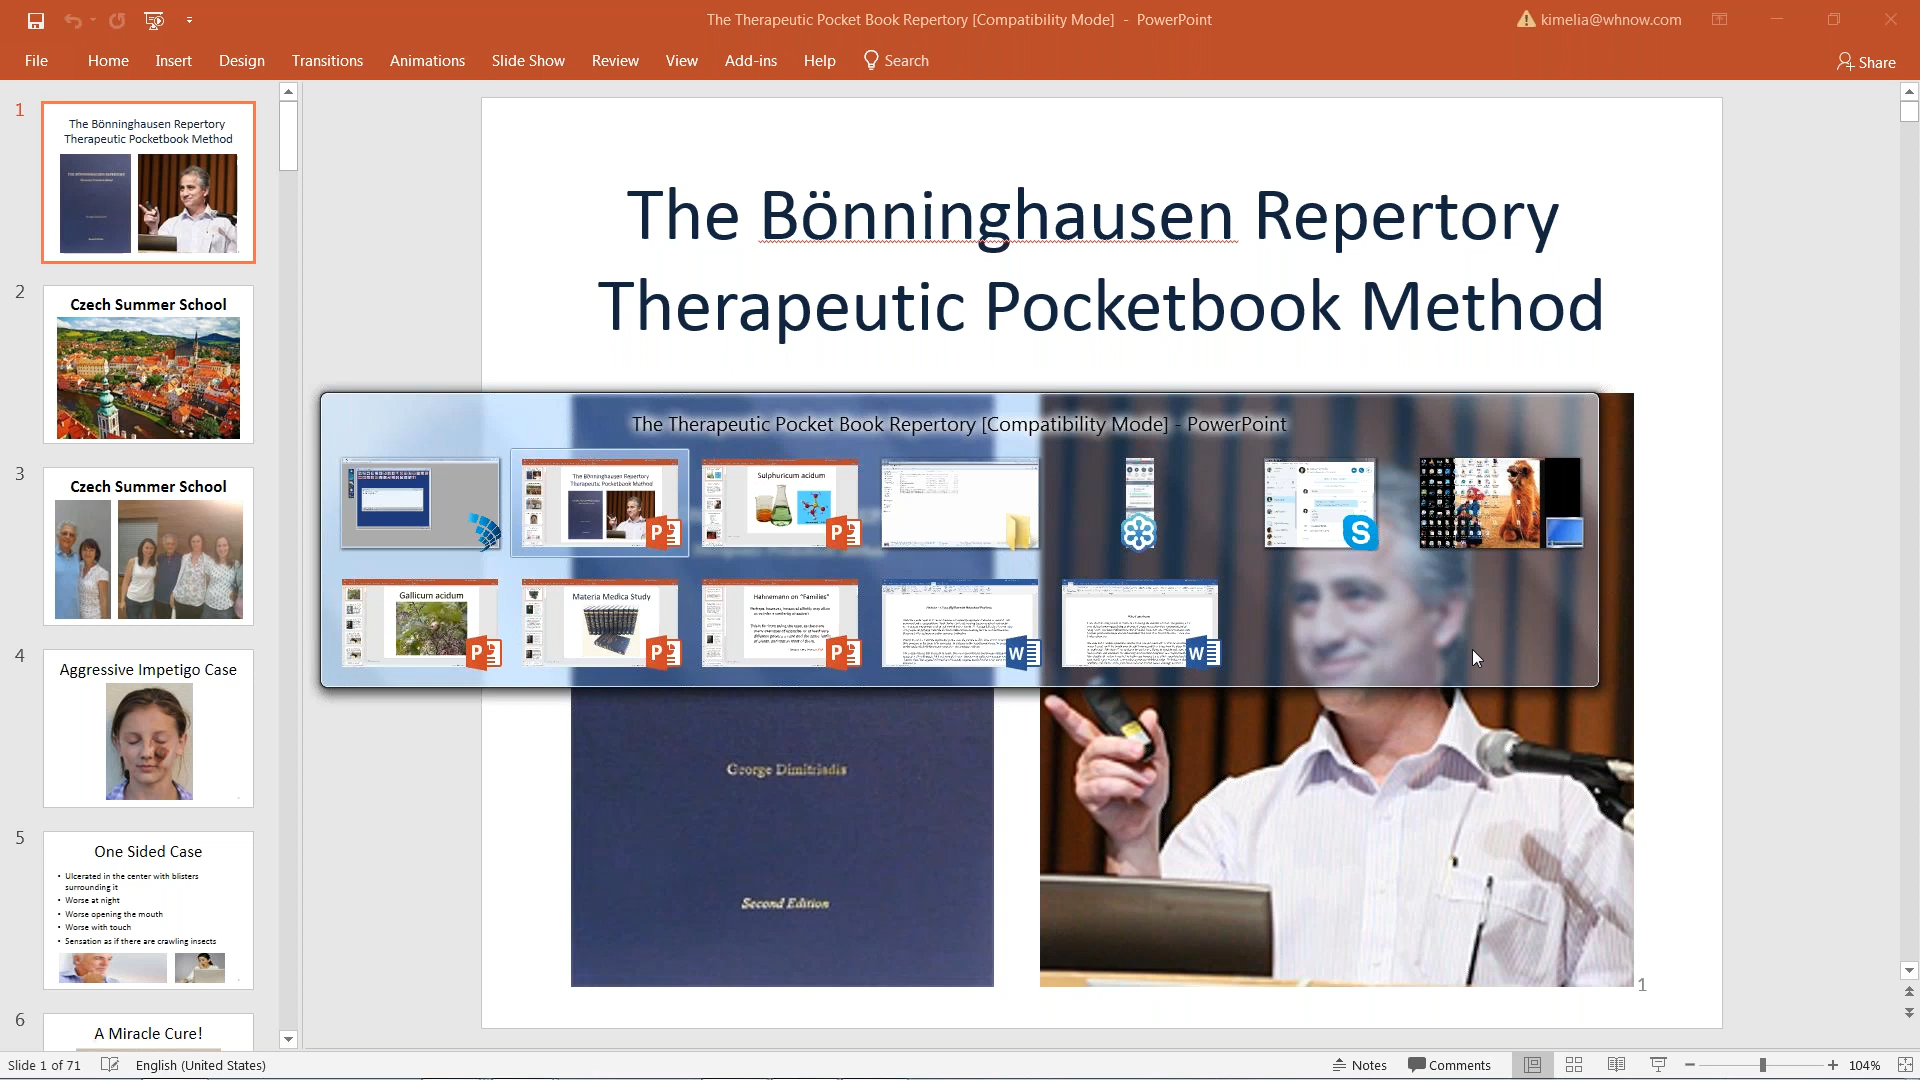 The Therapeutic Pocket Book Repertory [Compatibility Mode] - PowerPoint
kimelia@whnow.com
File Home Insert Design Transitions Animations Slide Show Review View Add-ins Help Search
Share
1
The Bönninghausen Repertory
Therapeutic Pocketbook Method
2
Czech Summer School
3
Czech Summer School
4
Aggressive Impetigo Case
5
One Sided Case
• Ulcerated in the center with blisters
surrounding it
• Worse at night
• Worse opening the mouth
• Worse with touch
• Sensation as if there are crawling insects
6
A Miracle Cure!
The Bönninghausen Repertory
Therapeutic Pocketbook Method
The Therapeutic Pocket Book Repertory [Compatibility Mode] - PowerPoint
The Bönninghausen Repertory
Therapeutic Pocketbook Method
Sulphuricum acidum
Gallicum acidum
Materia Medica Study
Hahnemann on "Families"
George Dimitriadis
Second Edition
1
Slide 1 of 71
English (United States)
Notes
Comments
104%